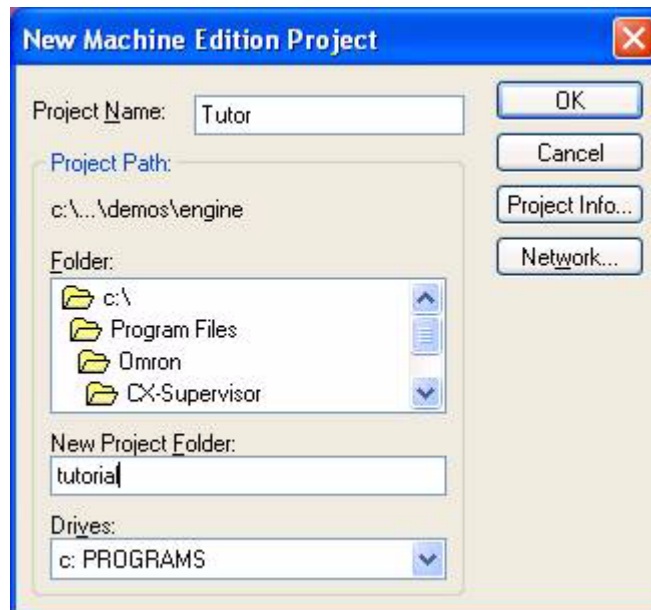 New Machine Edition Project
Project Name: Tutor
OK
Cancel
Project Info...
Network...
Project Path:
c:\...\demos\engine
Folder:
c:\
Program Files
Omron
CX-Supervisor
New Project Folder:
tutorial
Drives:
c: PROGRAMS